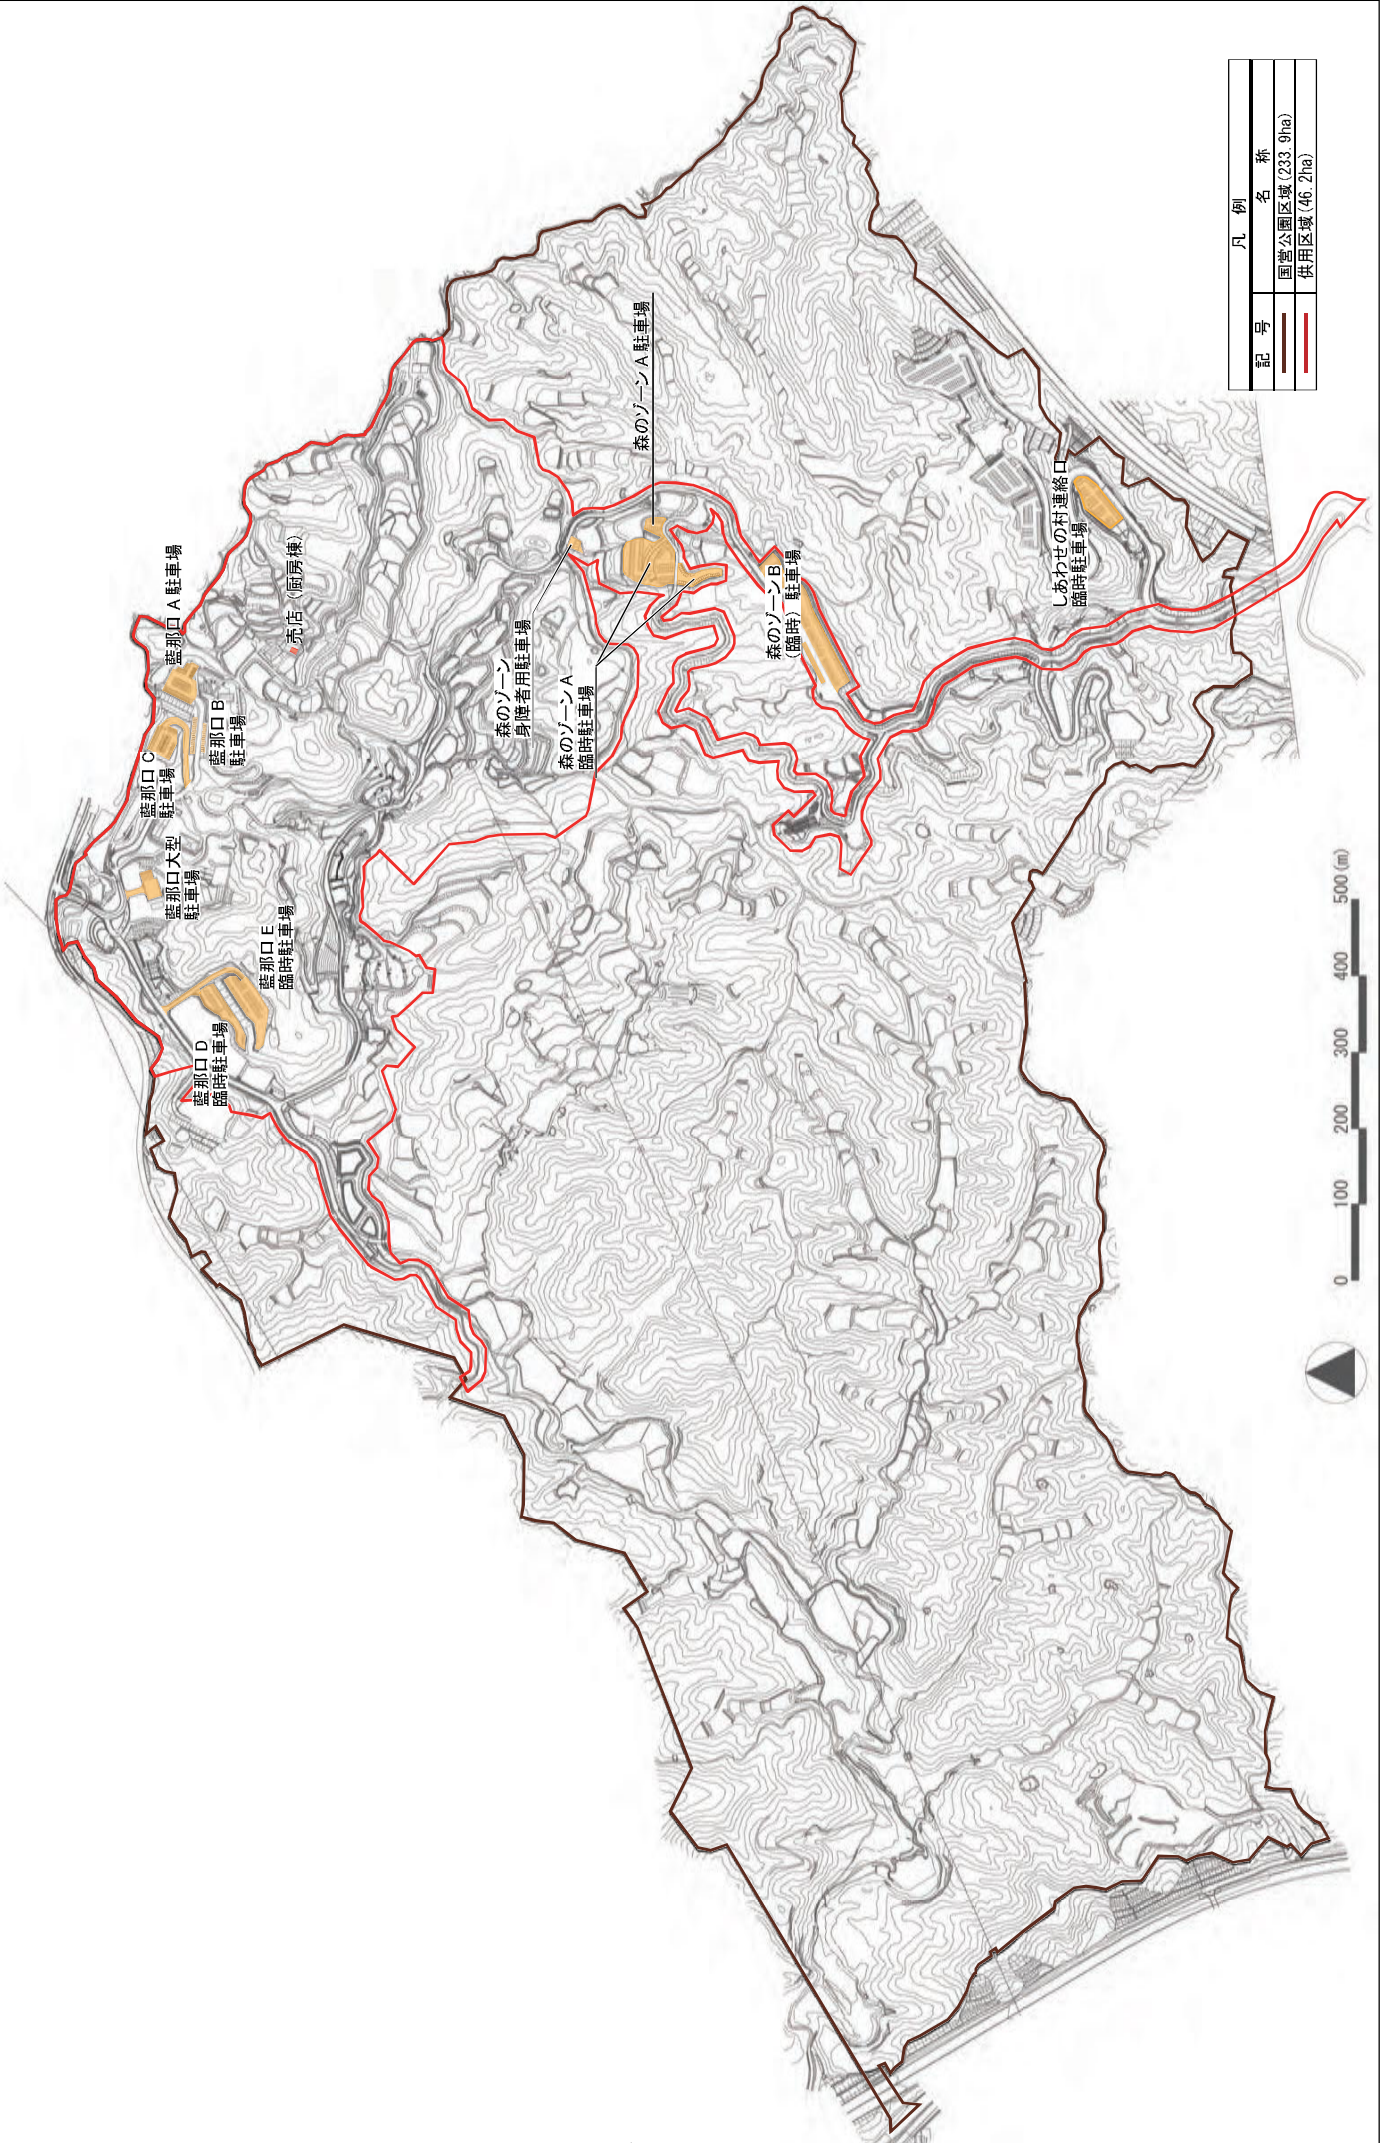 凡 例
記 号
名 称
国営公園区域(233.9ha)
供用区域(46.2ha)
藍那口 A 駐車場
売店 (厨房棟)
藍那口 B
駐車場
藍那口 C
駐車場
藍那口大型
駐車場
藍那口 E
臨時駐車場
藍那口 D
臨時駐車場
森のゾーンA 駐車場
森のゾーン
身障者用駐車場
森のゾーンA
臨時駐車場
森のゾーンB
(臨時) 駐車場
しあわせの村連絡口
臨時駐車場
0 100 200 300 400 500(m)